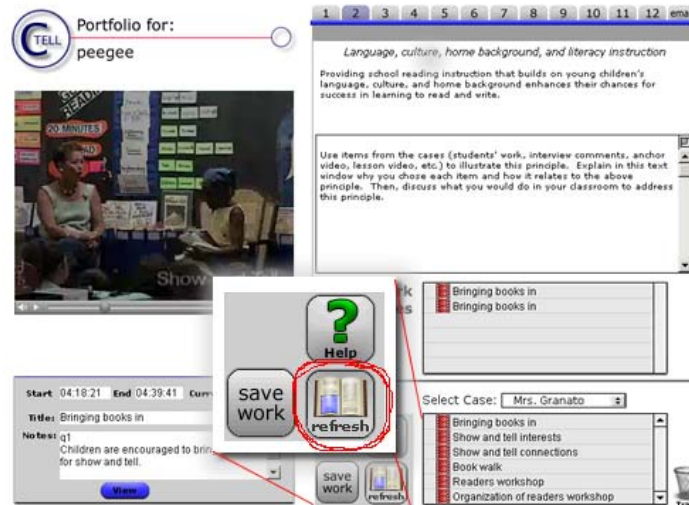 C TELL
Portfolio for:
peegee
READ
20 MINUTES
Show
Start 04:18:21 End 04:39:41
Title: Bringing books in
Notes: q1
Children are encouraged to
for show and tell.
View
Help
save work
refresh
1 2 3 4 5 6 7 8 9 10 11 12
Language, culture, home background, and literacy instruction
Providing school reading instruction that builds on young children's
language, culture, and home background enhances their chances for
success in learning to read and write.
Use items from the cases (students' work, interview comments, anchor
video, lesson video, etc.) to illustrate this principle. Explain in this text
window why you chose each item and how it relates to the above
principle. Then, discuss what you would do in your classroom to address
this principle.
Bringing books in
Bringing books in
Select Case: Mrs. Granato
Bringing books in
Show and tell interests
Show and tell connections
Book walk
Readers workshop
Organization of readers workshop
save work
refresh